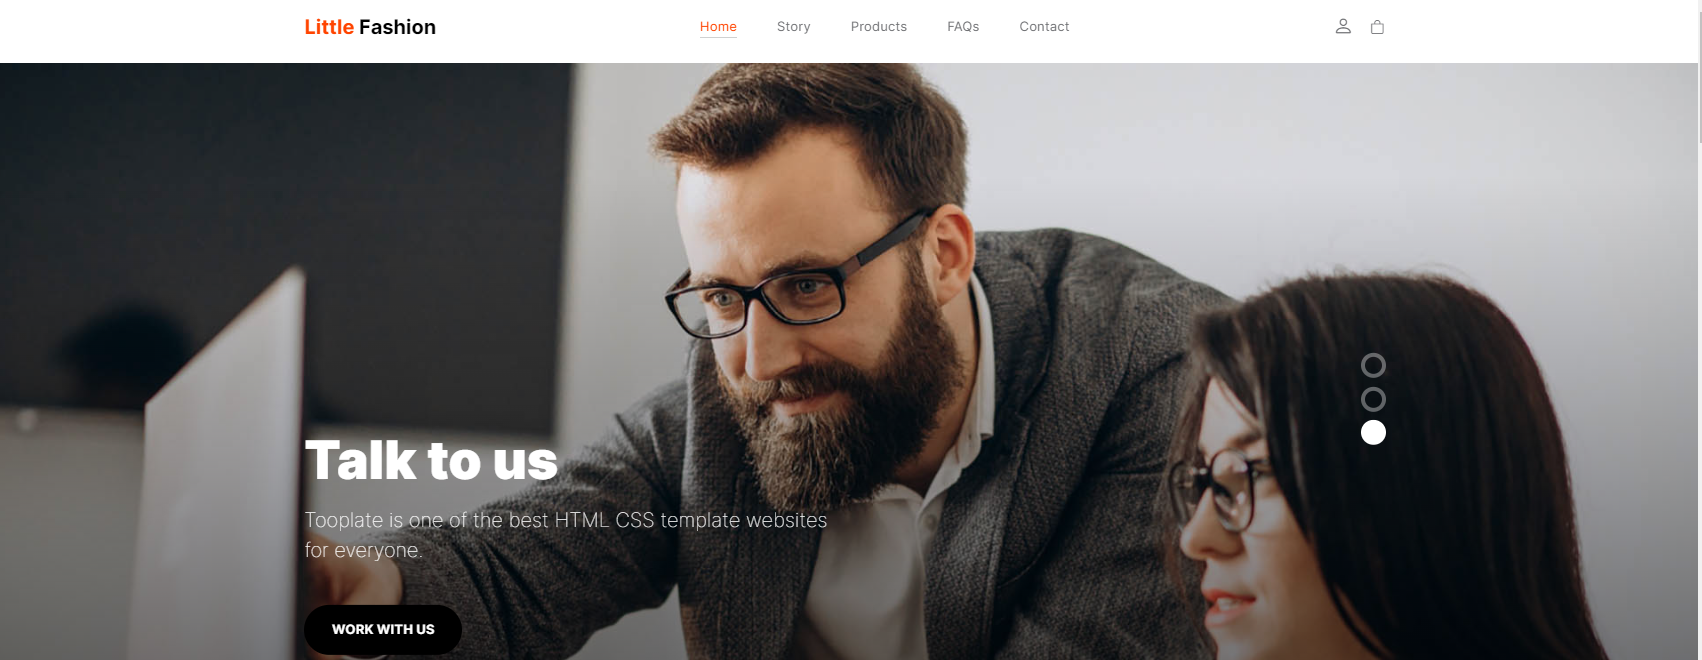 Little Fashion
Home Story Products FAQs Contact
Talk to us
Tooplate is one of the best HTML CSS template websites
for everyone.
WORK WITH US